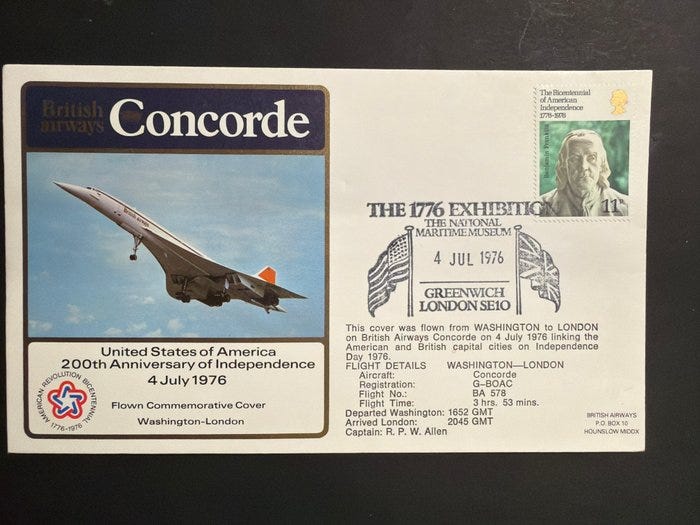 British
airways
Concorde
British airways
United States of America
200th Anniversary of Independence
4 July 1976
AMERICAN REVOLUTION BICENTENNIAL
1776-1976
Flown Commemorative Cover
Washington-London
The Bicentennial
of American
Independence
1776-1976
Benjamin Franklin
11p
THE 1776 EXHIBITION
THE NATIONAL
MARITIME MUSEUM
4 JUL 1976
GREENWICH
LONDON SE10
This cover was flown from WASHINGTON to LONDON
on British Airways Concorde on 4 July 1976 linking the
American and British capital cities on Independence
Day 1976.
FLIGHT DETAILS WASHINGTON—LONDON
Aircraft: Concorde
Registration: G-BOAC
Flight No.: BA 578
Flight Time: 3 hrs. 53 mins.
Departed Washington: 1652 GMT
Arrived London: 2045 GMT
Captain: R. P. W. Allen
BRITISH AIRWAYS
P.O. BOX 10
HOUNSLOW MIDDX